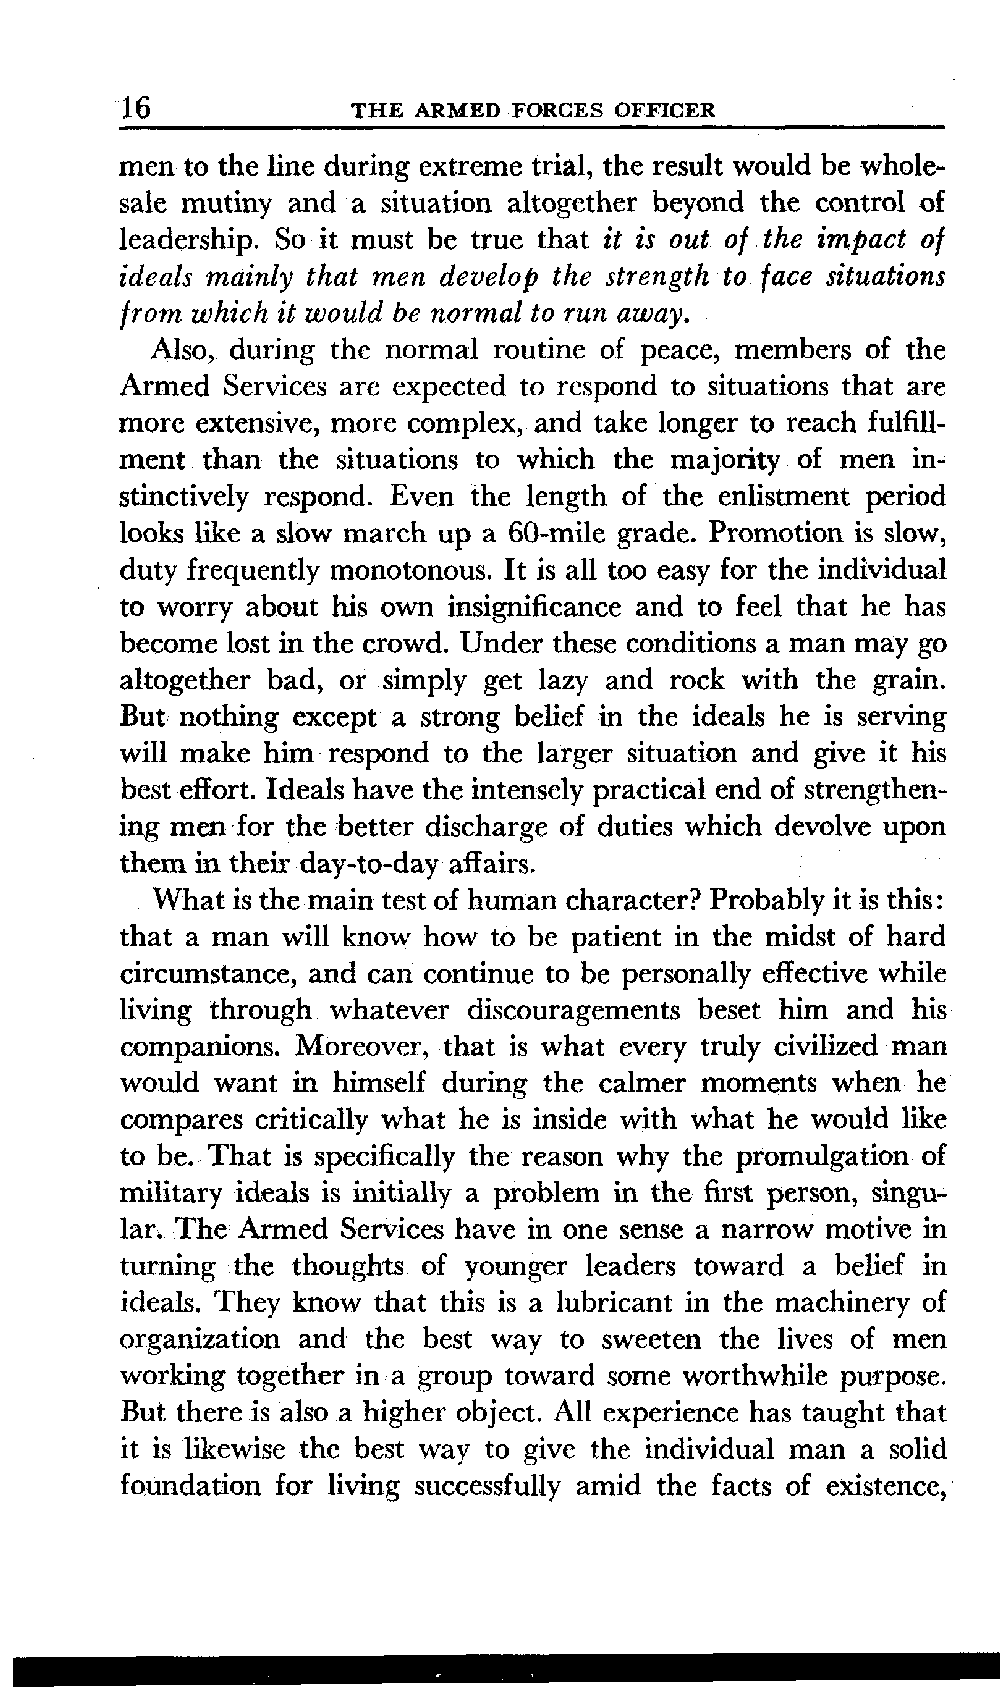 16 THE ARMED FORCES OFFICER
men to the line during extreme trial, the result would be whole-
sale mutiny and a situation altogether beyond the control of
leadership. So it must be true that it is out of the impact of
ideals mainly that men develop the strength to face situations
from which it would be normal to run away.
Also, during the normal routine of peace, members of the
Armed Services are expected to respond to situations that are
more extensive, more complex, and take longer to reach fulfill-
ment than the situations to which the majority of men in-
stinctively respond. Even the length of the enlistment period
looks like a slow march up a 60-mile grade. Promotion is slow,
duty frequently monotonous. It is all too easy for the individual
to worry about his own insignificance and to feel that he has
become lost in the crowd. Under these conditions a man may go
altogether bad, or simply get lazy and rock with the grain.
But nothing except a strong belief in the ideals he is serving
will make him respond to the larger situation and give it his
best effort. Ideals have the intensely practical end of strengthen-
ing men for the better discharge of duties which devolve upon
them in their day-to-day affairs.
What is the main test of human character? Probably it is this:
that a man will know how to be patient in the midst of hard
circumstance, and can continue to be personally effective while
living through whatever discouragements beset him and his
companions. Moreover, that is what every truly civilized man
would want in himself during the calmer moments when he
compares critically what he is inside with what he would like
to be. That is specifically the reason why the promulgation of
military ideals is initially a problem in the first person, singu-
lar. The Armed Services have in one sense a narrow motive in
turning the thoughts of younger leaders toward a belief in
ideals. They know that this is a lubricant in the machinery of
organization and the best way to sweeten the lives of men
working together in a group toward some worthwhile purpose.
But there is also a higher object. All experience has taught that
it is likewise the best way to give the individual man a solid
foundation for living successfully amid the facts of existence,